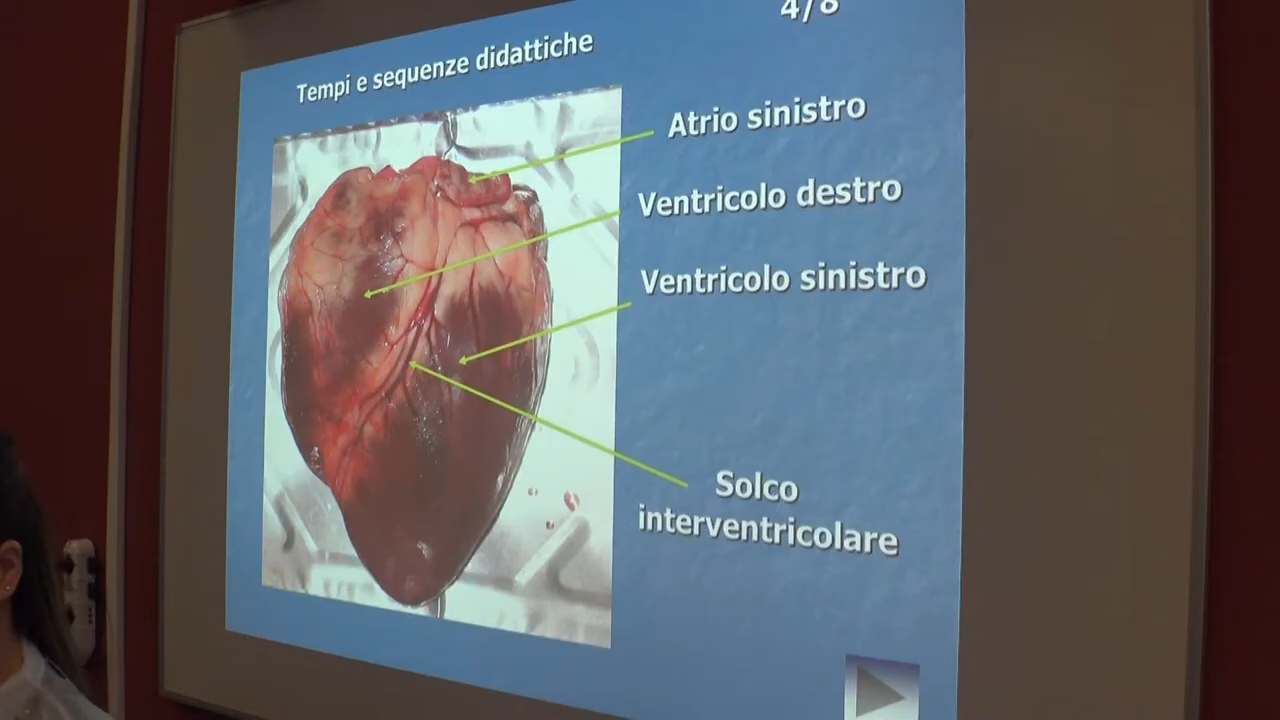 4/8
Tempi e sequenze didattiche
Atrio sinistro
Ventricolo destro
Ventricolo sinistro
Solco
interventricolare